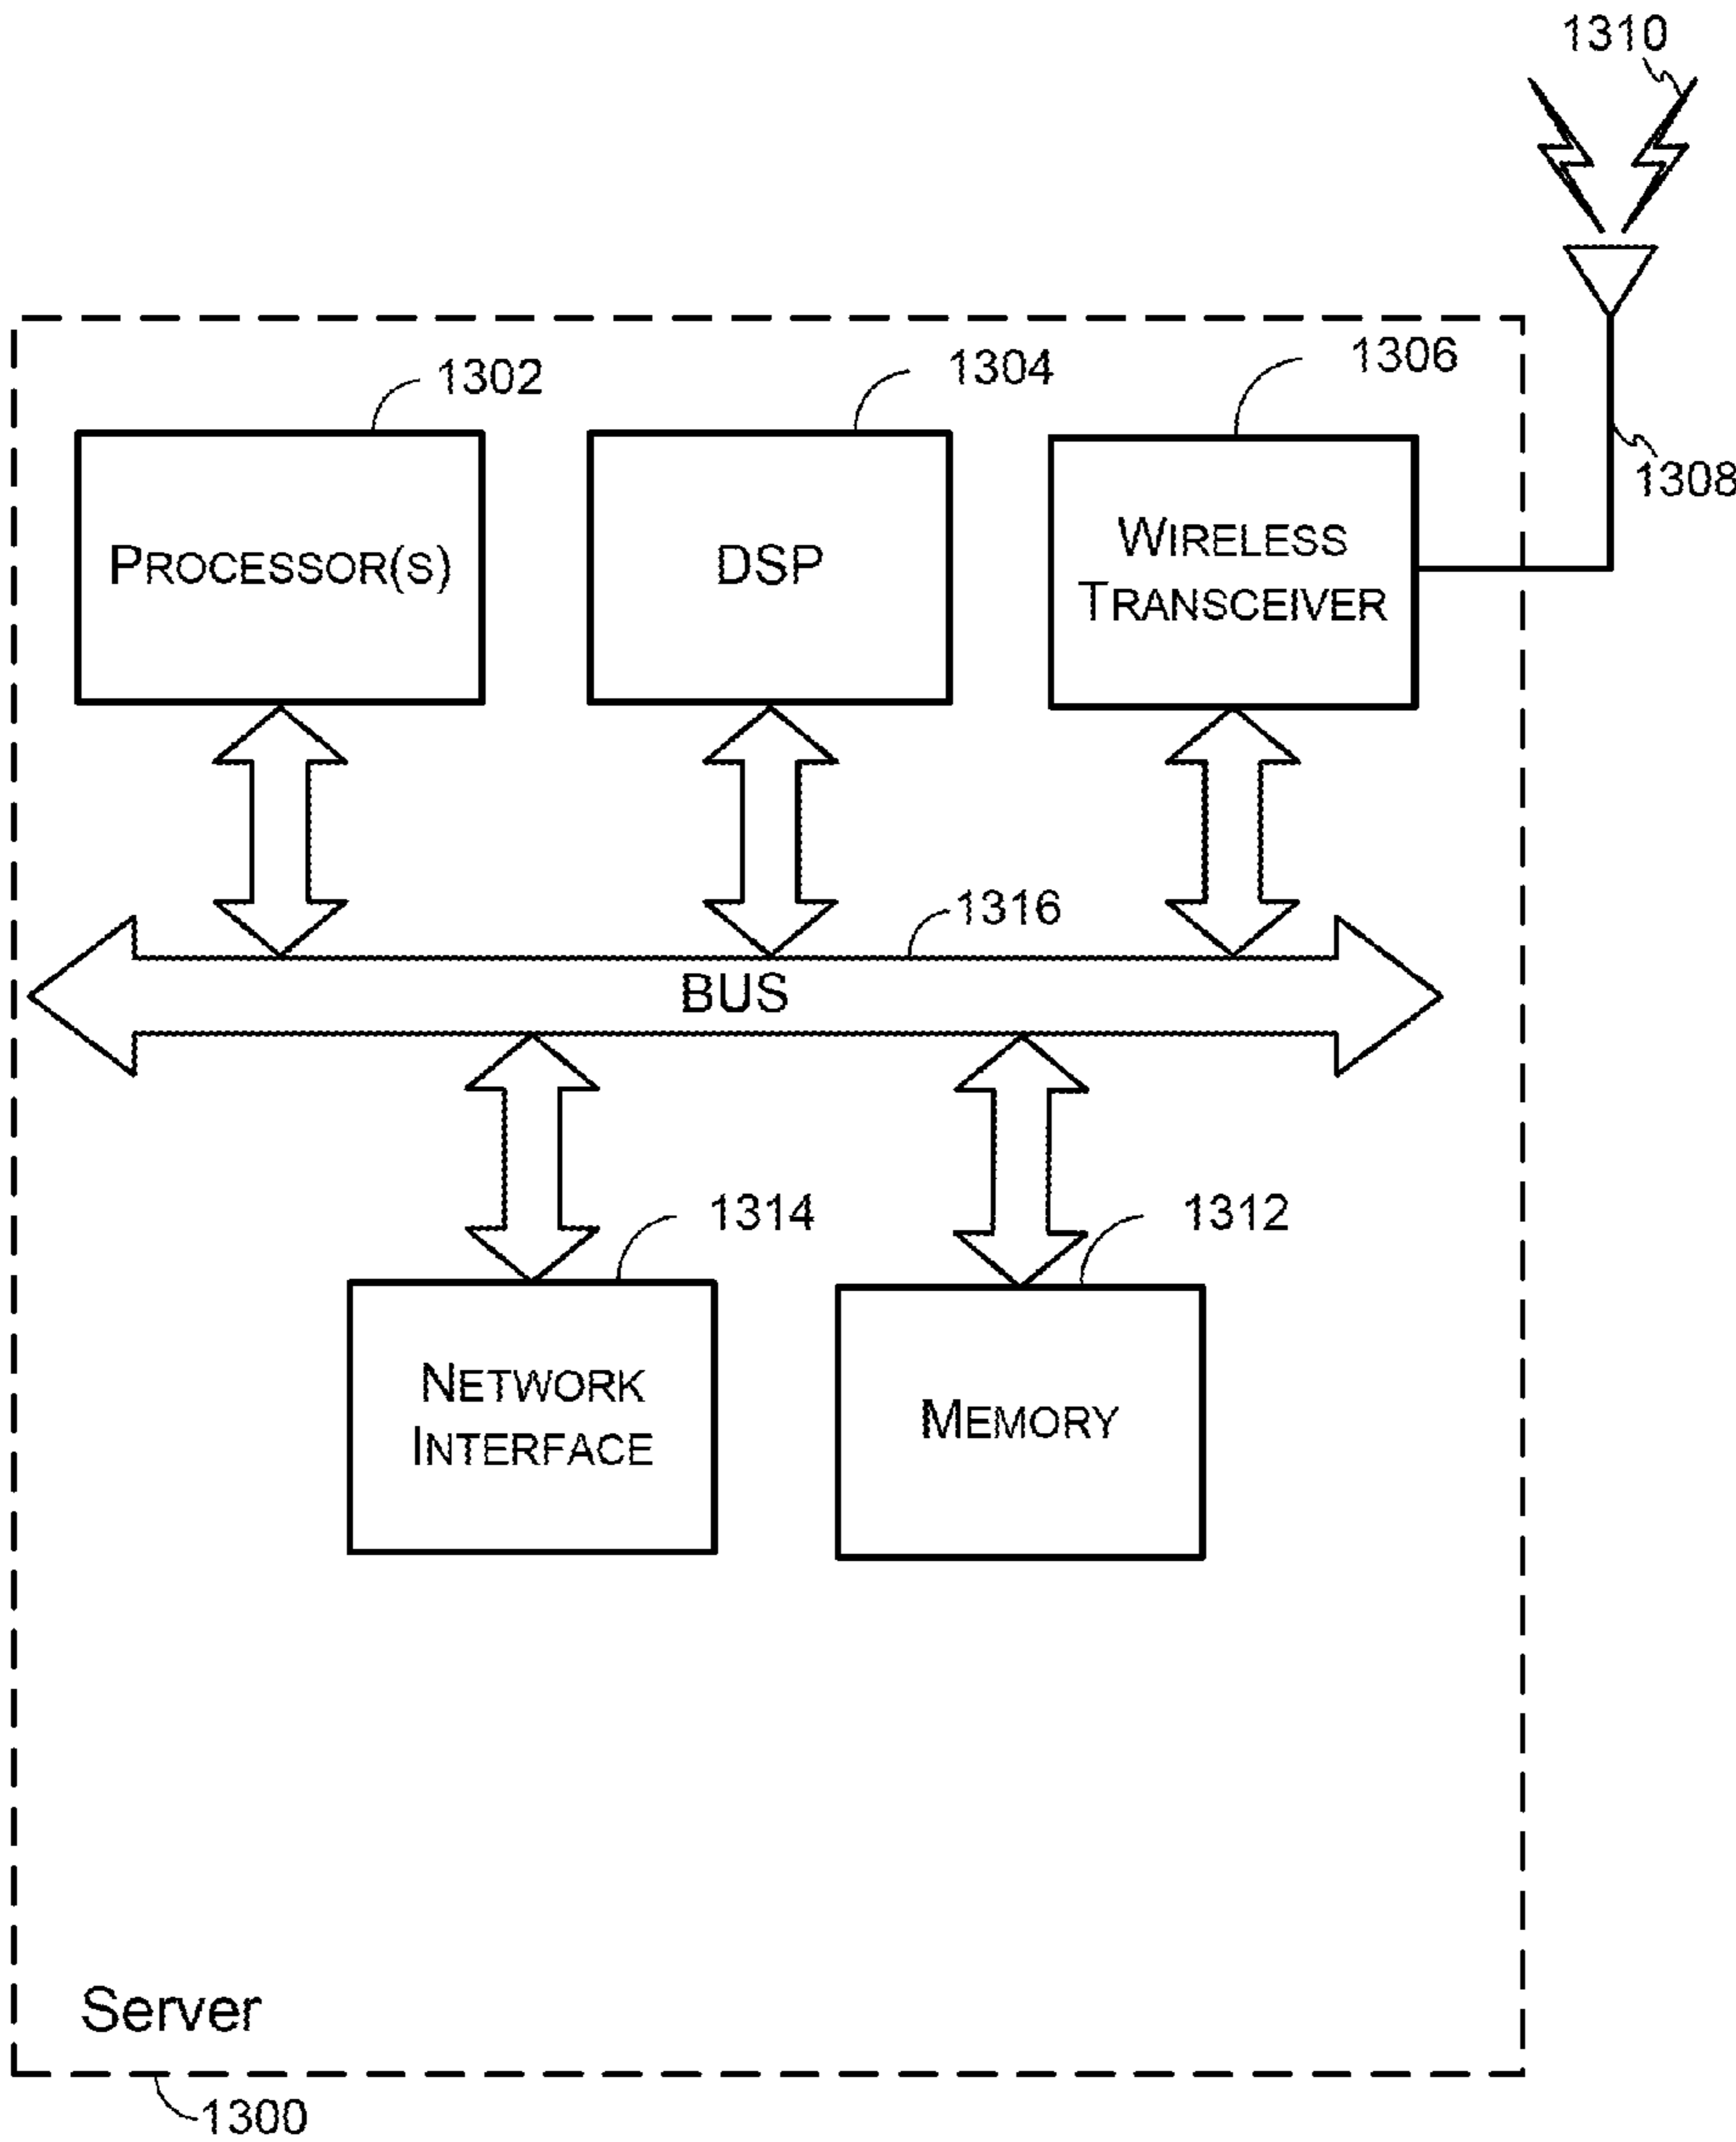 1310
1302
1304
1306
1308
PROCESSOR(S)
DSP
WIRELESS
TRANSCEIVER
1316
BUS
1314
1312
NETWORK
INTERFACE
MEMORY
Server
1300